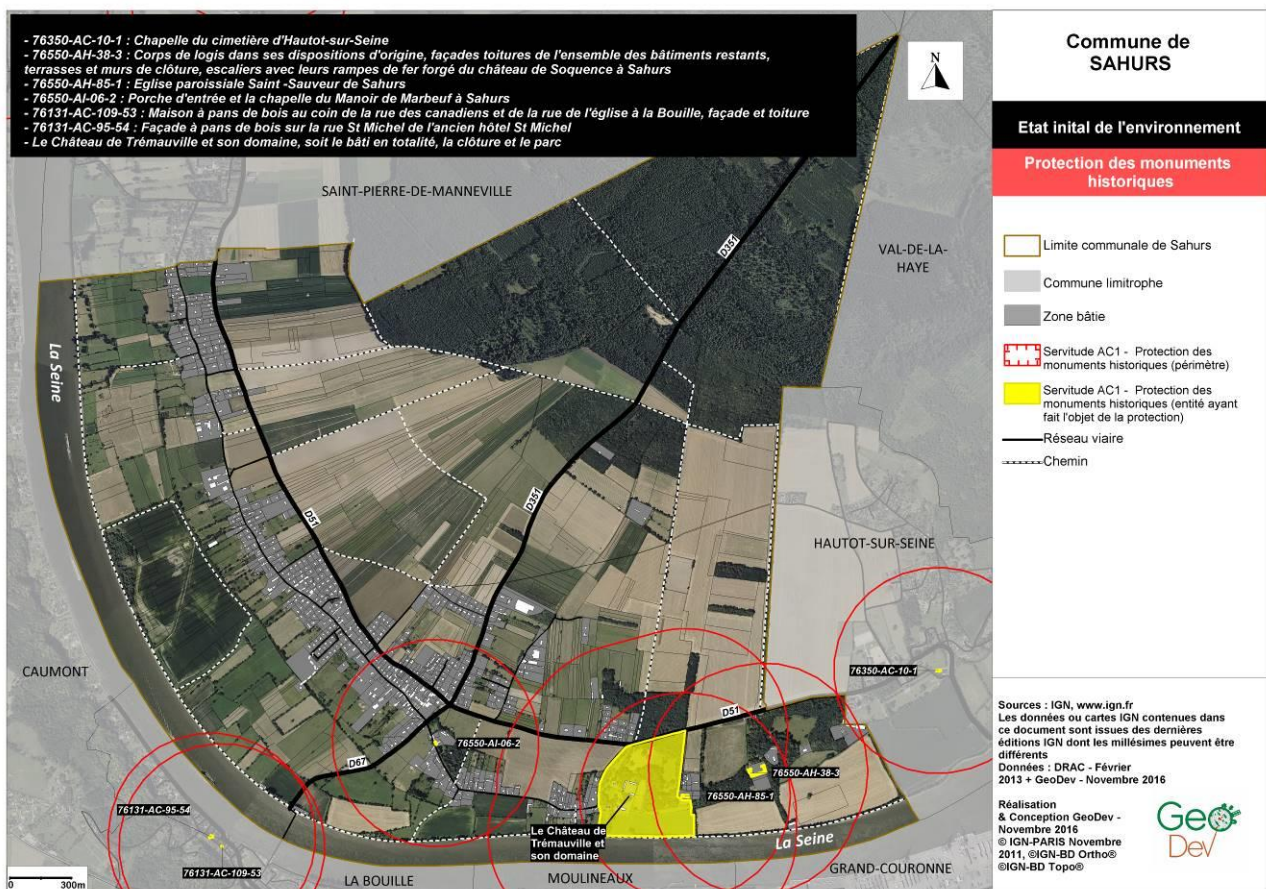 - 76350-AC-10-1 : Chapelle du cimetière d'Hautot-sur-Seine
- 76550-AH-38-3 : Corps de logis dans ses dispositions d'origine, façades toitures de l'ensemble des bâtiments restants,
terrasses et murs de clôture, escaliers avec leurs rampes de fer forgé du château de Soquence à Sahurs
- 76550-AH-85-1 : Eglise paroissiale Saint -Sauveur de Sahurs
- 76550-AI-06-2 : Porche d'entrée et la chapelle du Manoir de Marbeuf à Sahurs
- 76131-AC-109-53 : Maison à pans de bois au coin de la rue des canadiens et de la rue de l'église à la Bouille, façade et toiture
- 76131-AC-95-54 : Façade à pans de bois sur la rue St Michel de l'ancien hôtel St Michel
- Le Château de Trémauville et son domaine, soit le bâti en totalité, la clôture et le parc
N
SAINT-PIERRE-DE-MANNEVILLE
D351
VAL-DE-LA-
HAYE
La Seine
D51
D351
HAUTOT-SUR-SEINE
CAUMONT
76350-AC-10-1
D51
76550-AI-06-2
D67
76550-AH-38-3
76550-AH-85-1
76131-AC-95-54
Le Château de
Trémauville et
son domaine
La Seine
76131-AC-109-53
0 300m
LA BOUILLE
MOULINEAUX
GRAND-COURONNE
Commune de
SAHURS
Etat inital de l'environnement
Protection des monuments
historiques
Limite communale de Sahurs
Commune limitrophe
Zone bâtie
Servitude AC1 - Protection des
monuments historiques (périmètre)
Servitude AC1 - Protection des
monuments historiques (entité ayant
fait l'objet de la protection)
Réseau viaire
Chemin
Sources : IGN, www.ign.fr
Les données ou cartes IGN contenues dans
ce document sont issues des dernières
éditions IGN dont les millésimes peuvent être
différents
Données : DRAC - Février
2013 + GeoDev - Novembre 2016
Réalisation
& Conception GeoDev -
Novembre 2016
© IGN-PARIS Novembre
2011, ©IGN-BD Ortho®
©IGN-BD Topo®
Geo
Dev